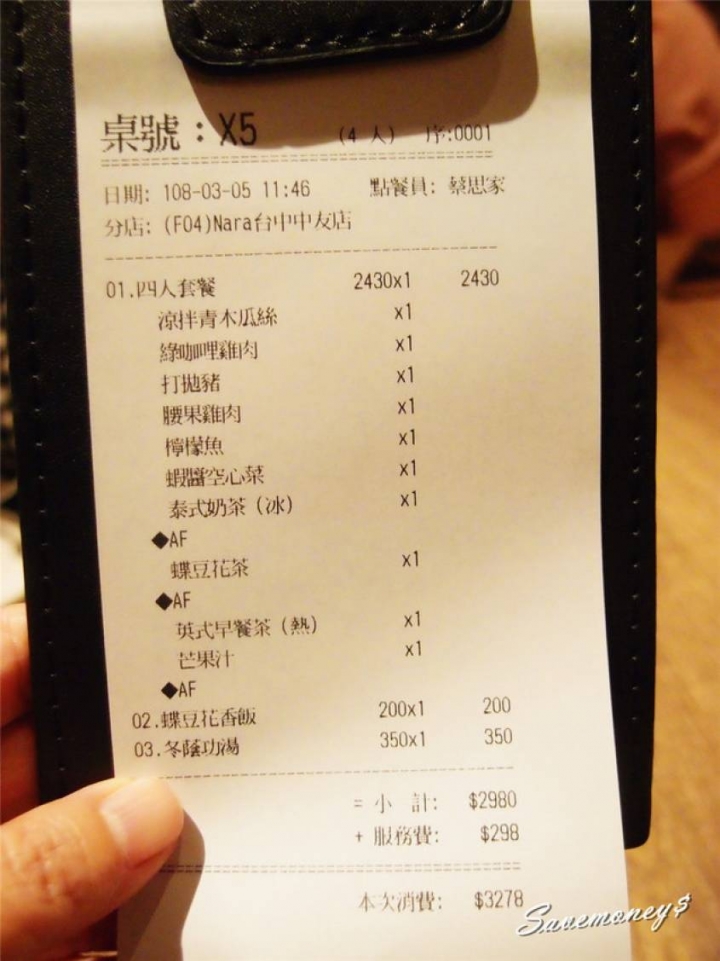 桌號：X5 (4 人) 序:0001
日期: 108-03-05 11:46 點餐員: 蔡思家
分店: (F04)Nara台中中友店
01.四人套餐 2430x1 2430
涼拌青木瓜絲 x1
綠咖哩雞肉 x1
打拋豬 x1
腰果雞肉 x1
檸檬魚 x1
蝦醬空心菜 x1
泰式奶茶(冰) x1
◆AF
蝶豆花茶 x1
◆AF
英式早餐茶(熱) x1
芒果汁 x1
◆AF
02.蝶豆花香飯 200x1 200
03.冬蔭功湯 350x1 350
= 小 計: $2980
+ 服務費: $298
本次消費: $3278
Savemoney$